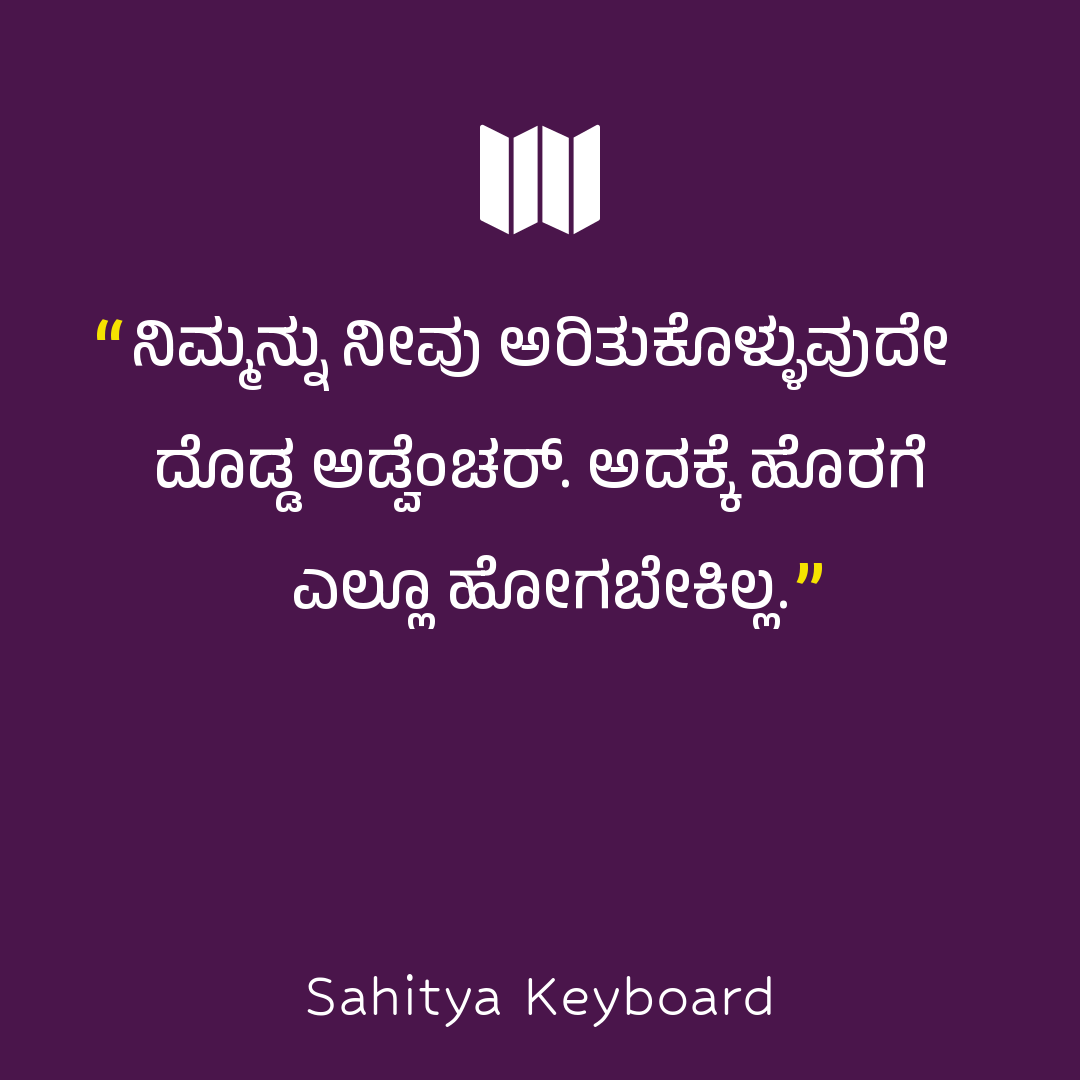 “ನಿಮ್ಮನ್ನು ನೀವು ಅರಿತುಕೊಳ್ಳುವುದೇ
ದೊಡ್ಡ ಅಡ್ವೆಂಚರ್. ಅದಕ್ಕೆ ಹೊರಗೆ
ಎಲ್ಲೂ ಹೋಗಬೇಕಿಲ್ಲ.”
Sahitya Keyboard